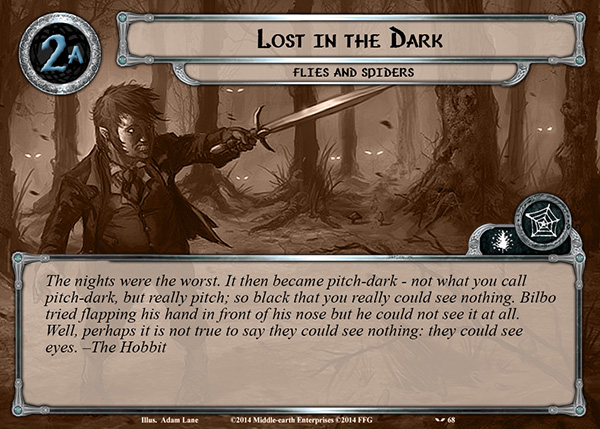 2A
LOST IN THE DARK
FLIES AND SPIDERS
The nights were the worst. It then became pitch-dark - not what you call
pitch-dark, but really pitch; so black that you really could see nothing. Bilbo
tried flapping his hand in front of his nose but he could not see it at all.
Well, perhaps it is not true to say they could see nothing: they could see
eyes. –The Hobbit
Illus. Adam Lane
©2014 Middle-earth Enterprises ©2014 FFG
68